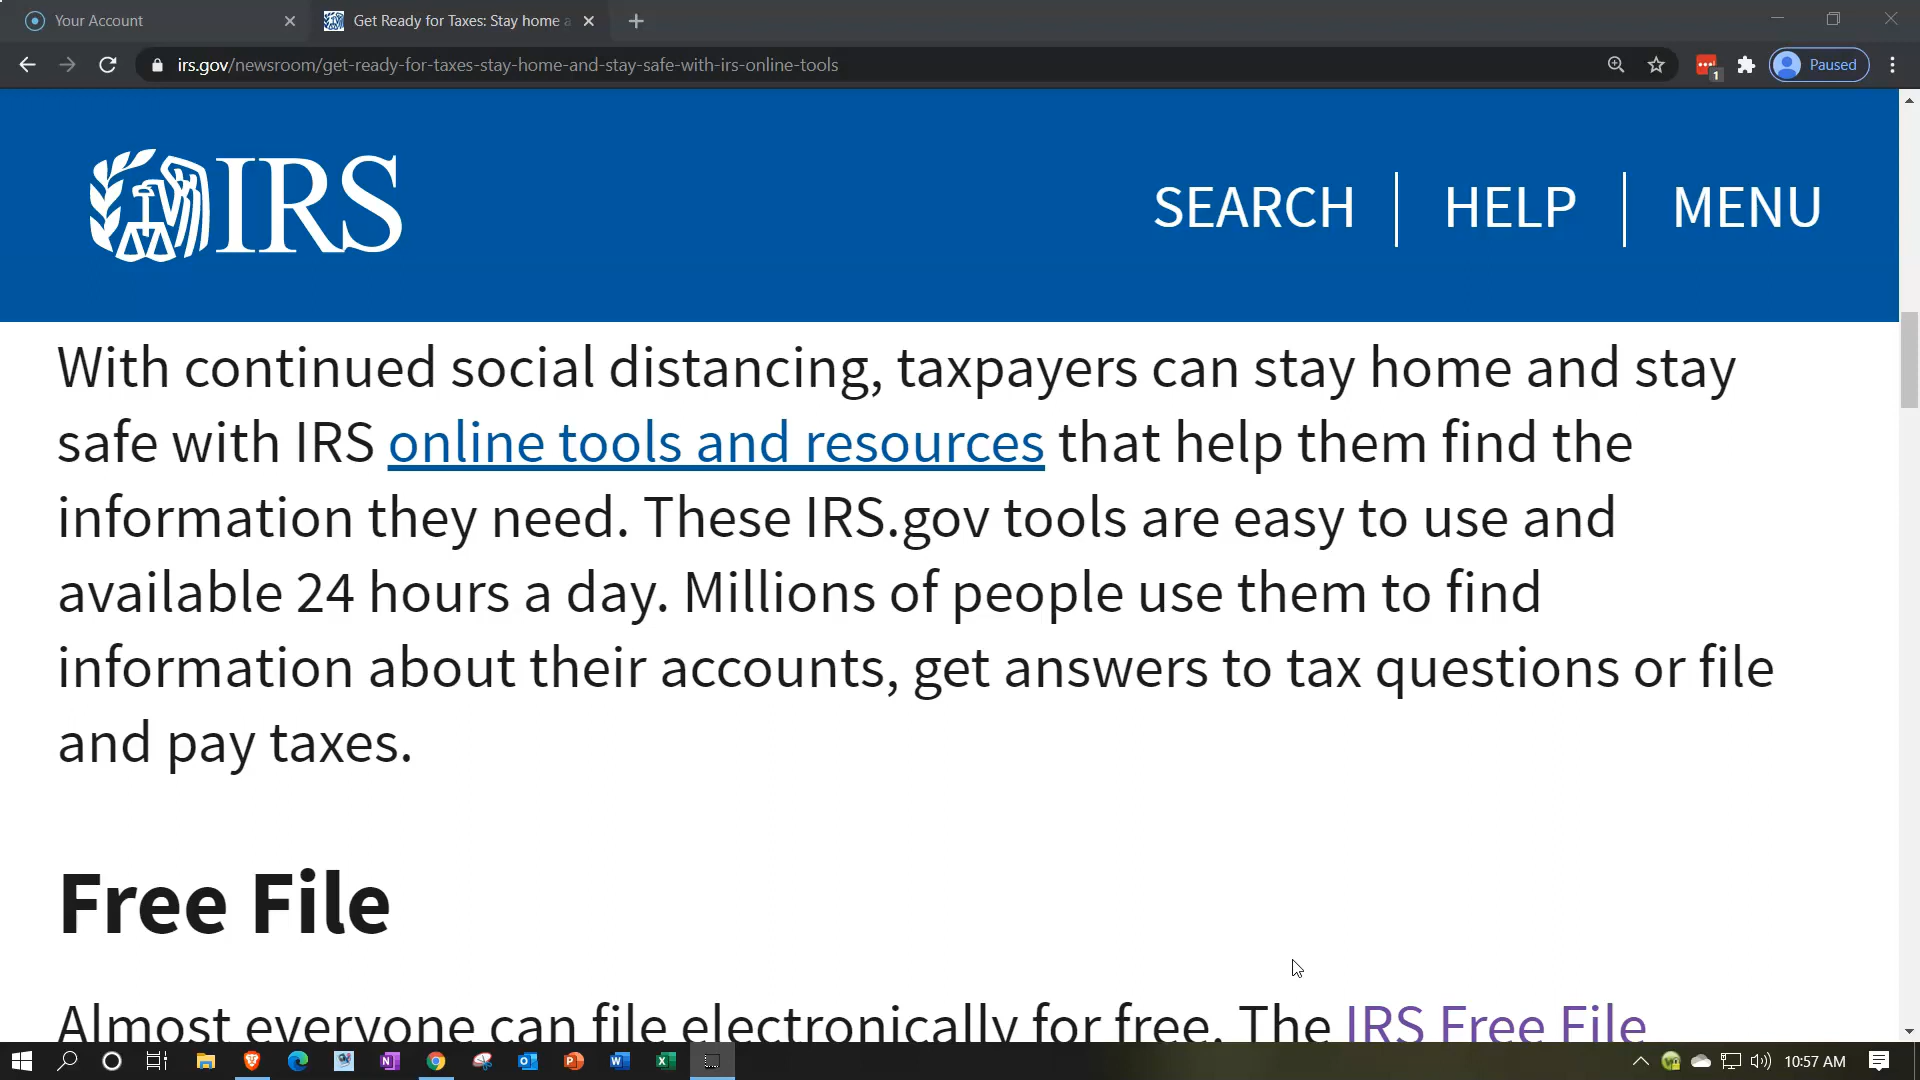 Your Account
Get Ready for Taxes: Stay home a
irs.gov/newsroom/get-ready-for-taxes-stay-home-and-stay-safe-with-irs-online-tools
1
Paused
IRS
SEARCH
HELP
MENU
With continued social distancing, taxpayers can stay home and stay
safe with IRS online tools and resources that help them find the
information they need. These IRS.gov tools are easy to use and
available 24 hours a day. Millions of people use them to find
information about their accounts, get answers to tax questions or file
and pay taxes.
Free File
Almost everyone can file electronically for free. The IRS Free File
10:57 AM